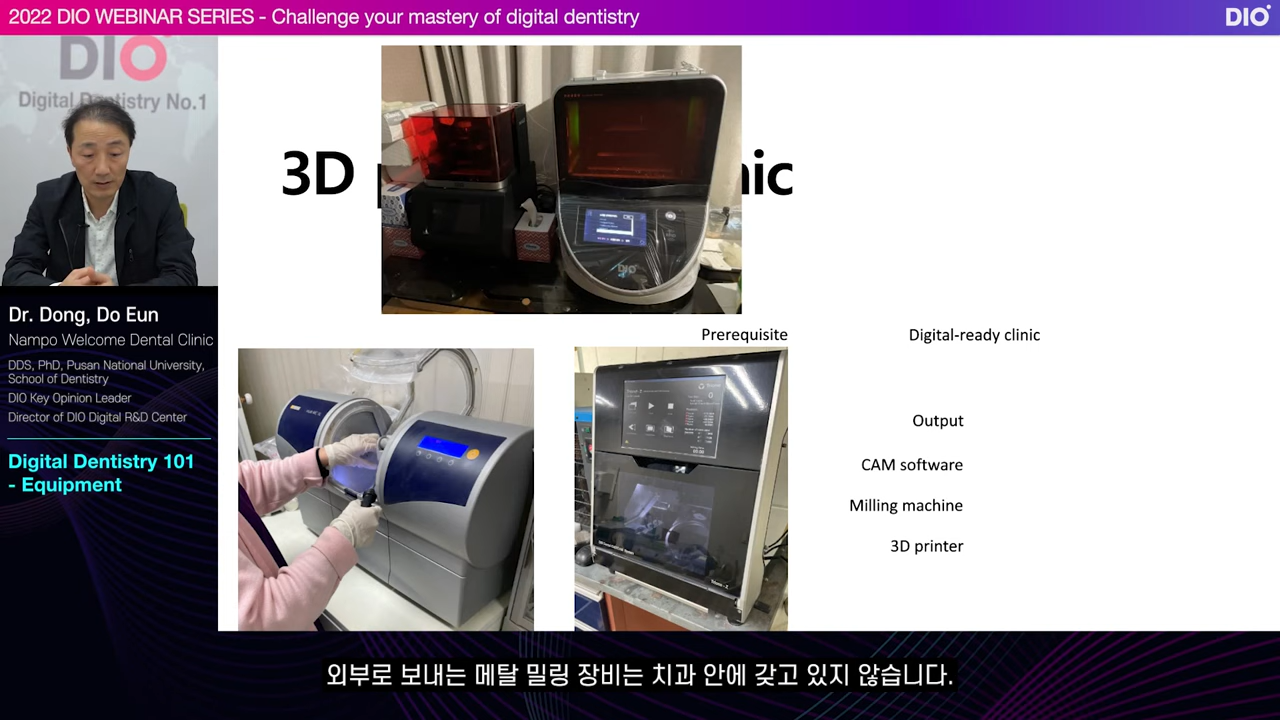 2022 DIO WEBINAR SERIES - Challenge your mastery of digital dentistry
DIO
DIO
Digital Dentistry No.1
3D
nic
DIO
Prerequisite
Digital-ready clinic
Output
CAM software
Milling machine
3D printer
Dr. Dong, Do Eun
Nampo Welcome Dental Clinic
DDS, PhD, Pusan National University,
School of Dentistry
DIO Key Opinion Leader
Director of DIO Digital R&D Center
Digital Dentistry 101
- Equipment
외부로 보내는 메탈 밀링 장비는 치과 안에 갖고 있지 않습니다.